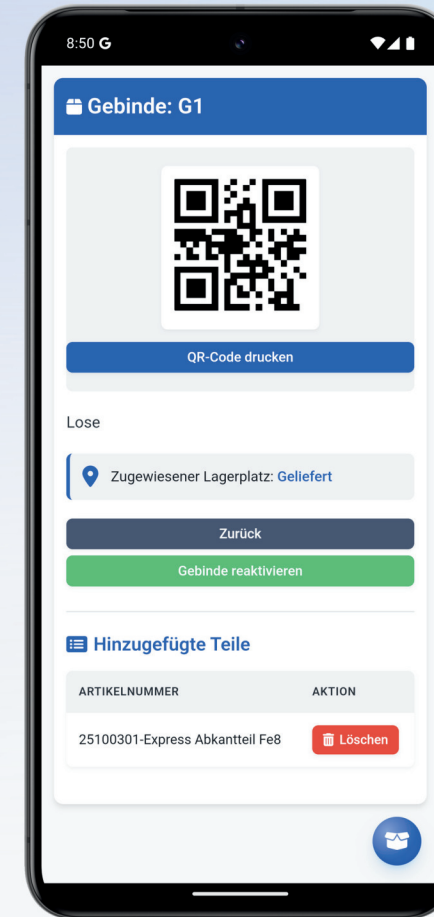 8:50 G
Gebinde: G1
QR-Code drucken
Lose
Zugewiesener Lagerplatz: Geliefert
Zurück
Gebinde reaktivieren
Hinzugefügte Teile
ARTIKELNUMMER AKTION
25100301-Express Abkantteil Fe8 Löschen